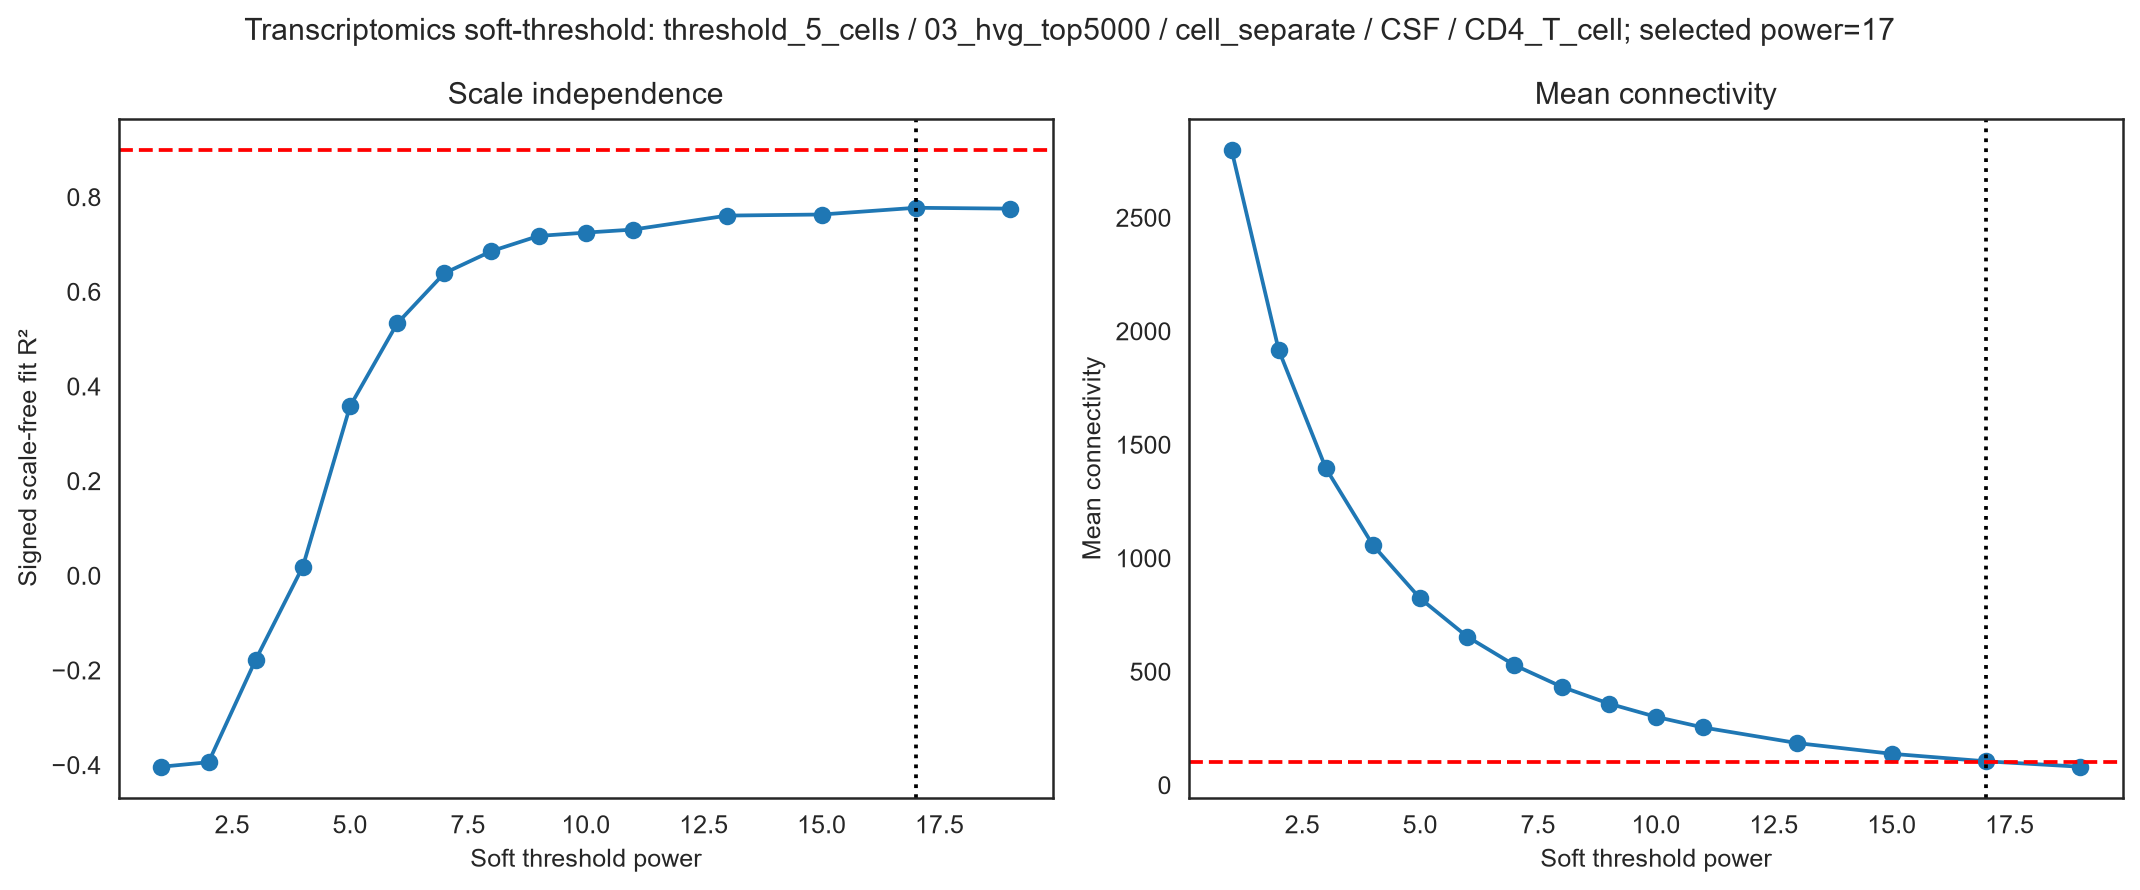 Transcriptomics soft-threshold: threshold_5_cells / 03_hvg_top5000 / cell_separate / CSF / CD4_T_cell; selected power=17
Scale independence
Signed scale-free fit R²
0.8
0.6
0.4
0.2
0.0
−0.2
−0.4
2.5 5.0 7.5 10.0 12.5 15.0 17.5
Soft threshold power
Mean connectivity
Mean connectivity
2500
2000
1500
1000
500
0
2.5 5.0 7.5 10.0 12.5 15.0 17.5
Soft threshold power